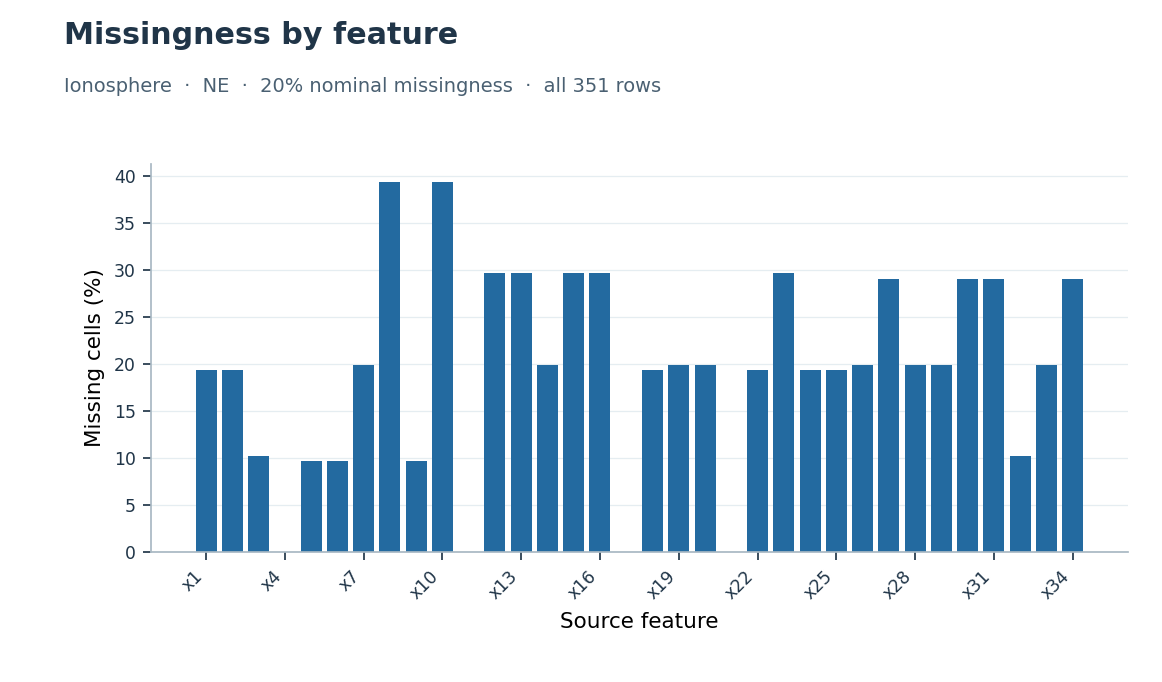 Missingness by feature
Ionosphere · NE · 20% nominal missingness · all 351 rows
40
35
30
25
20
15
10
5
0
Missing cells (%)
x1 x4 x7 x10 x13 x16 x19 x22 x25 x28 x31 x34
Source feature